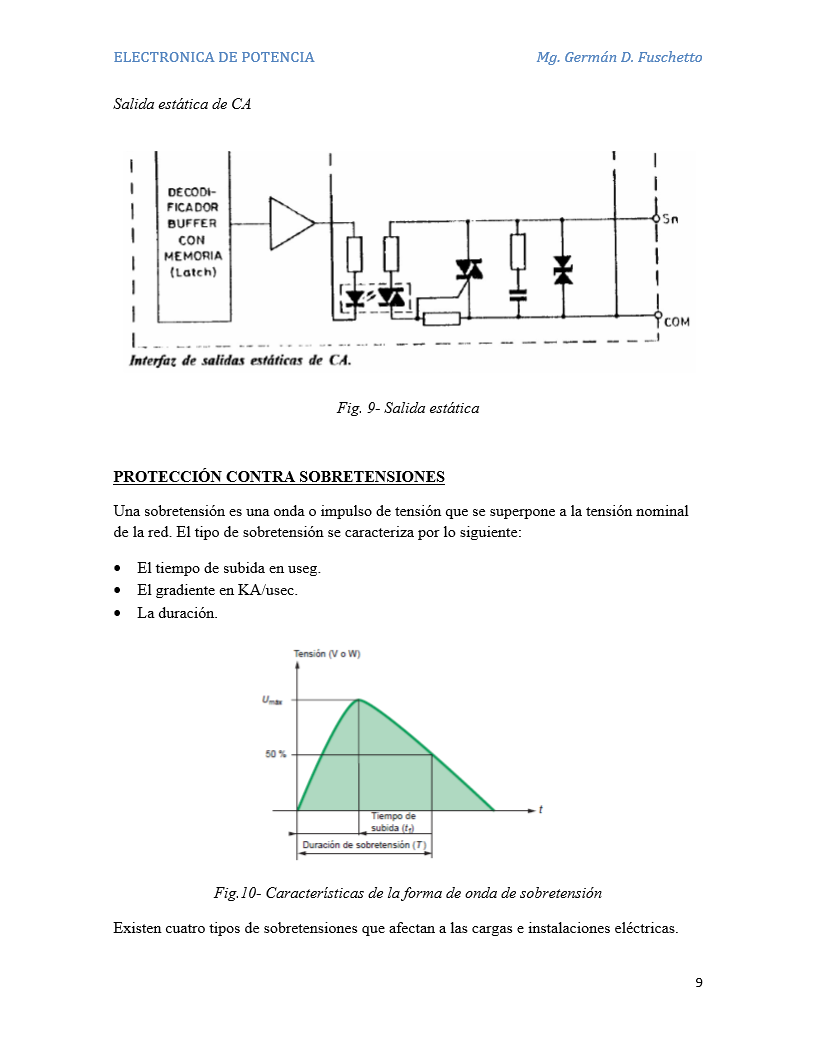 ELECTRONICA DE POTENCIA Mg. Germán D. Fuschetto
Salida estática de CA
DECODI-
FICADOR
BUFFER
CON
MEMORIA
(Latch)
Sn
COM
Interfaz de salidas estáticas de CA.
Fig. 9- Salida estática
PROTECCIÓN CONTRA SOBRETENSIONES
Una sobretensión es una onda o impulso de tensión que se superpone a la tensión nominal
de la red. El tipo de sobretensión se caracteriza por lo siguiente:
• El tiempo de subida en useg.
• El gradiente en KA/usec.
• La duración.
Tensión (V o W)
Umáx
50 %
t
Tiempo de
subida (tf)
Duración de sobretensión (T)
Fig.10- Características de la forma de onda de sobretensión
Existen cuatro tipos de sobretensiones que afectan a las cargas e instalaciones eléctricas.
9